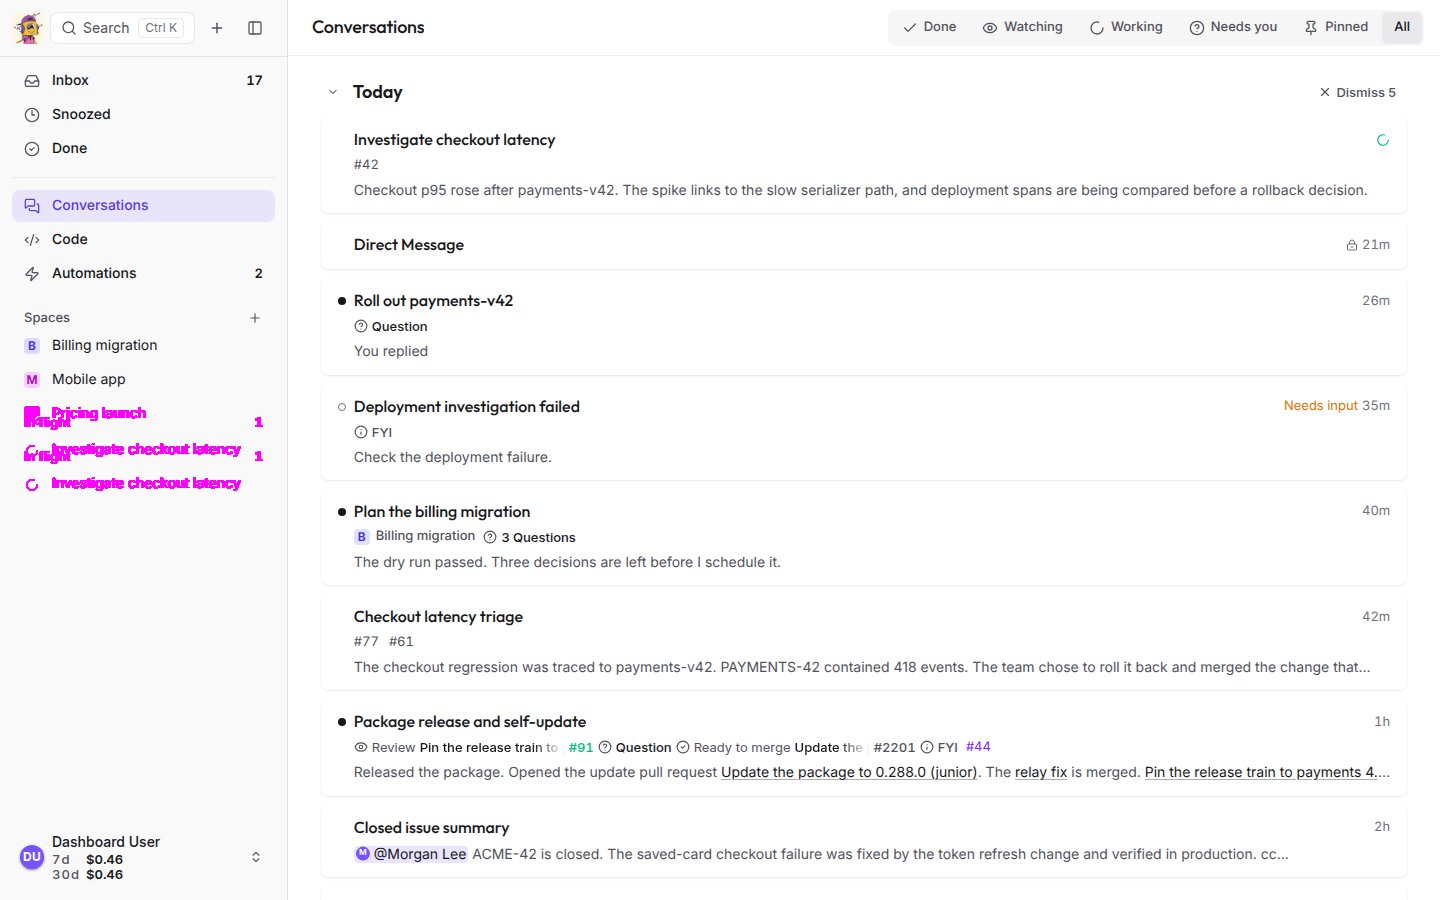 Search Ctrl K
Inbox 17
Snoozed
Done
Conversations
Code
Automations 2
Spaces
B Billing migration
M Mobile app
Pricing launch
In flight 1
Investigate checkout latency
In flight 1
Investigate checkout latency
DU Dashboard User
7d $0.46
30d $0.46
Conversations
Done Watching Working Needs you Pinned All
Today Dismiss 5
Investigate checkout latency
#42
Checkout p95 rose after payments-v42. The spike links to the slow serializer path, and deployment spans are being compared before a rollback decision.
Direct Message 21m
Roll out payments-v42 26m
Question
You replied
Deployment investigation failed Needs input 35m
FYI
Check the deployment failure.
Plan the billing migration 40m
B Billing migration 3 Questions
The dry run passed. Three decisions are left before I schedule it.
Checkout latency triage 42m
#77 #61
The checkout regression was traced to payments-v42. PAYMENTS-42 contained 418 events. The team chose to roll it back and merged the change that...
Package release and self-update 1h
Review Pin the release train to #91 Question Ready to merge Update the #2201 FYI #44
Released the package. Opened the update pull request Update the package to 0.288.0 (junior). The relay fix is merged. Pin the release train to payments 4....
Closed issue summary 2h
M @Morgan Lee ACME-42 is closed. The saved-card checkout failure was fixed by the token refresh change and verified in production. cc...